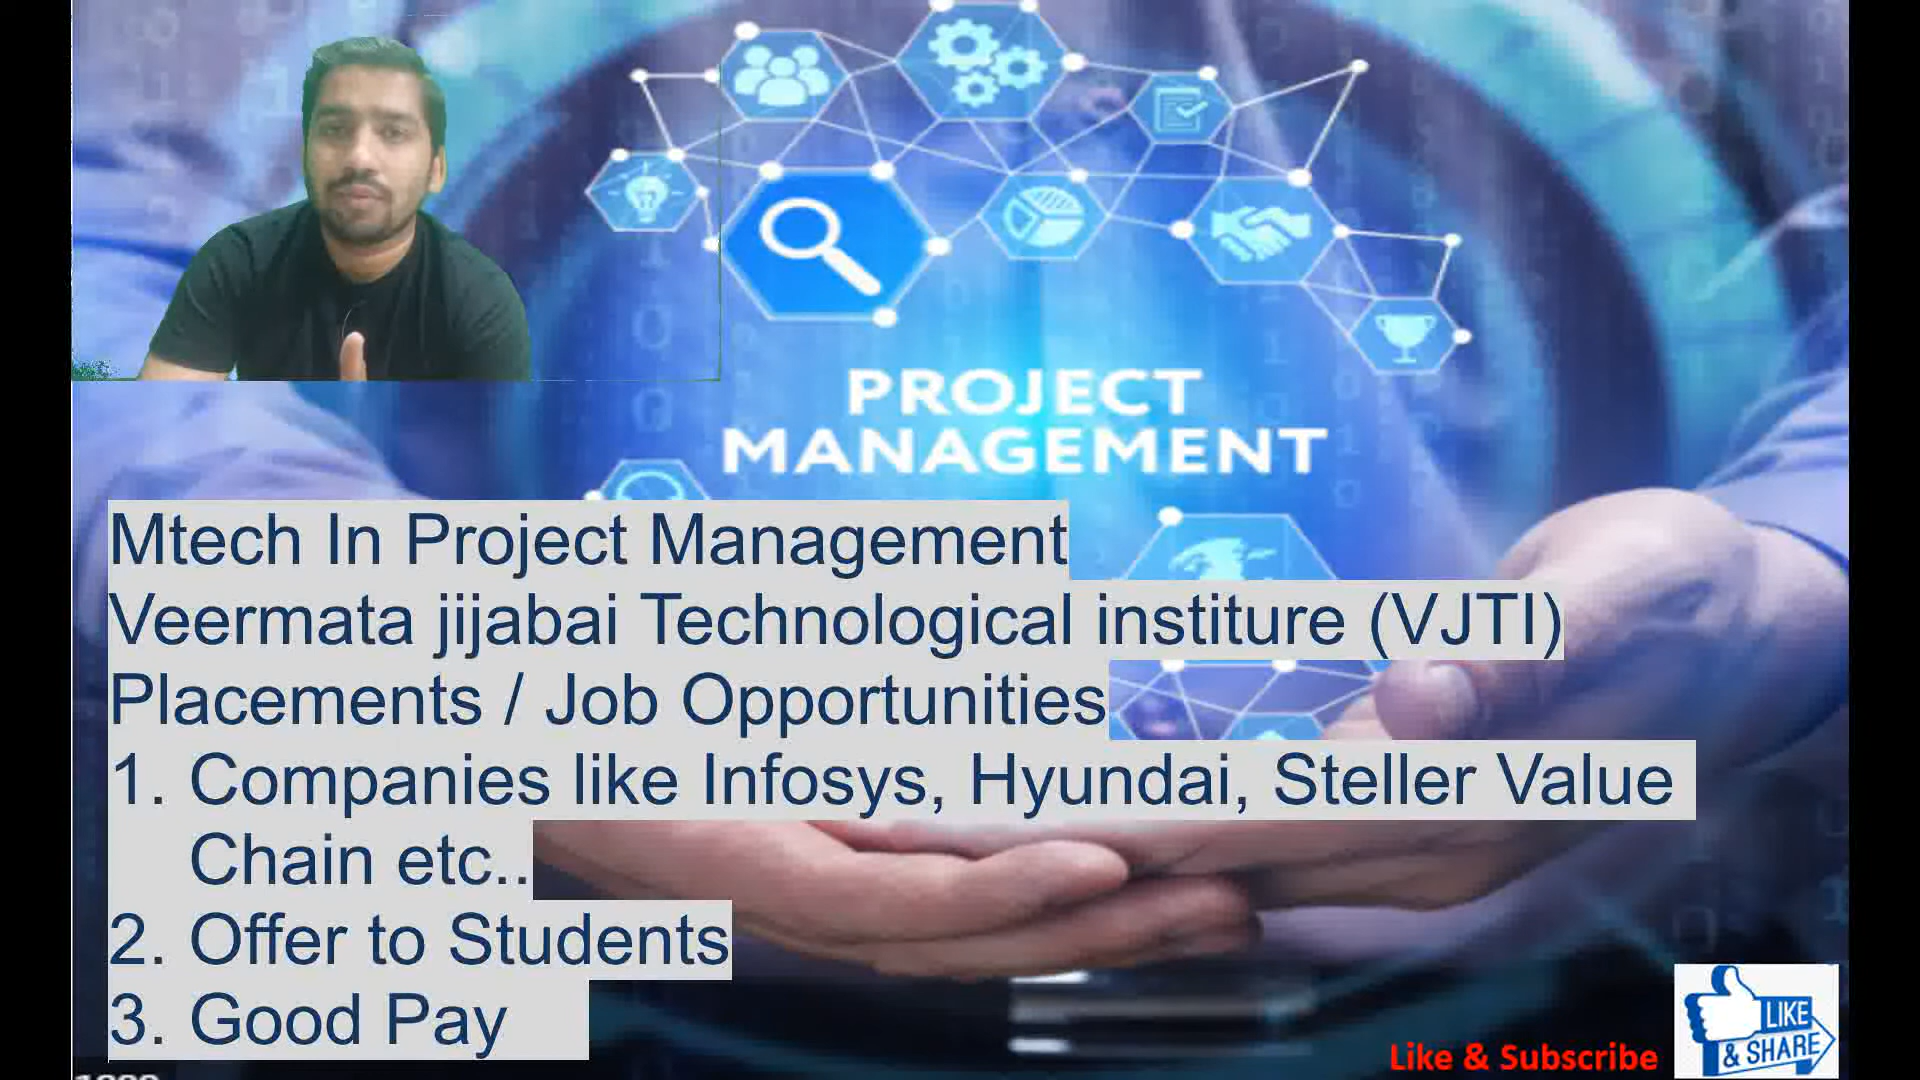 PROJECT
MANAGEMENT
Mtech In Project Management
Veermata jijabai Technological institure (VJTI)
Placements / Job Opportunities
1. Companies like Infosys, Hyundai, Steller Value
Chain etc..
2. Offer to Students
3. Good Pay
Like & Subscribe
LIKE
& SHARE